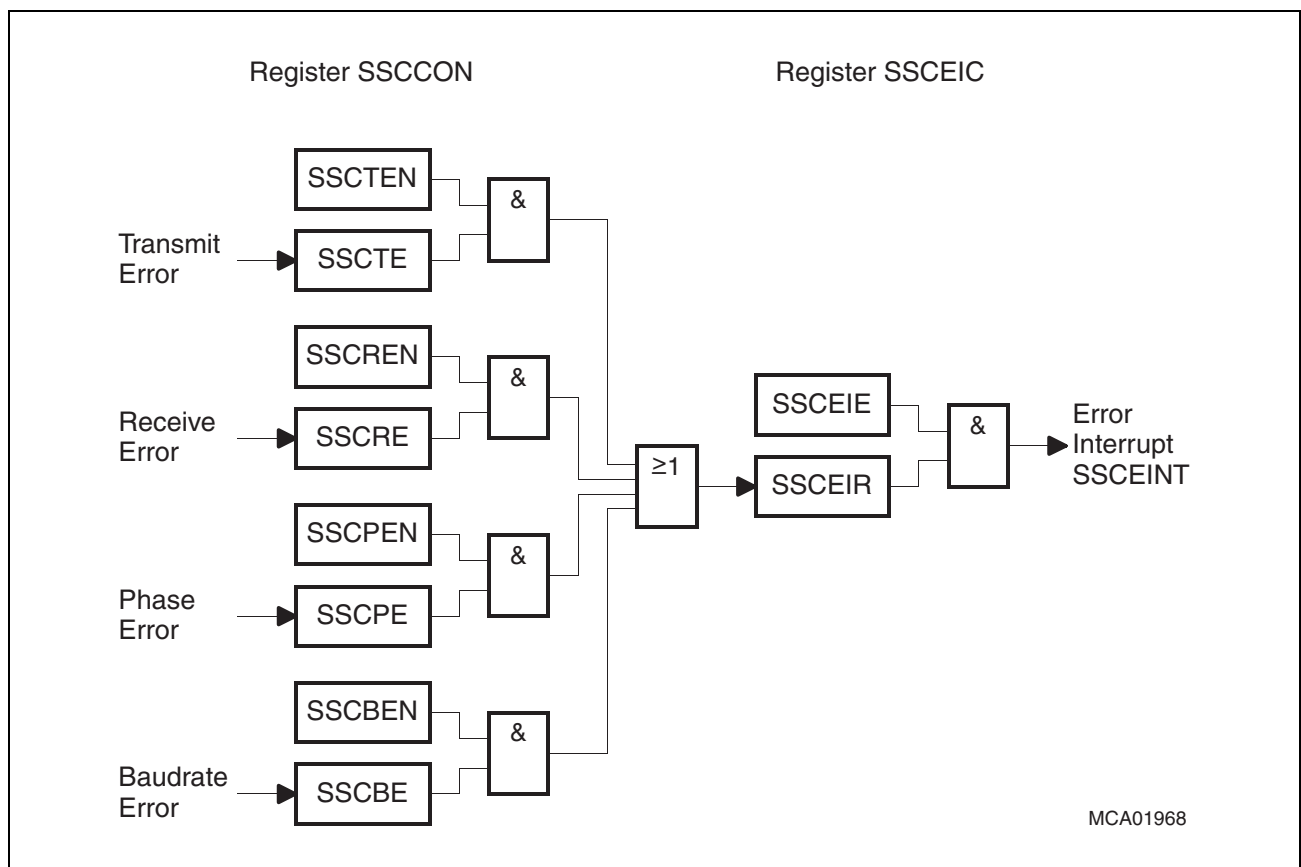 Register SSCCON
Register SSCEIC
SSCTEN
&
Transmit
Error
SSCTE
SSCREN
&
Receive
Error
SSCRE
SSCPEN
&
Phase
Error
SSCPE
SSCBEN
&
Baudrate
Error
SSCBE
≥1
SSCEIE
SSCEIR
&
Error
Interrupt
SSCEINT
MCA01968